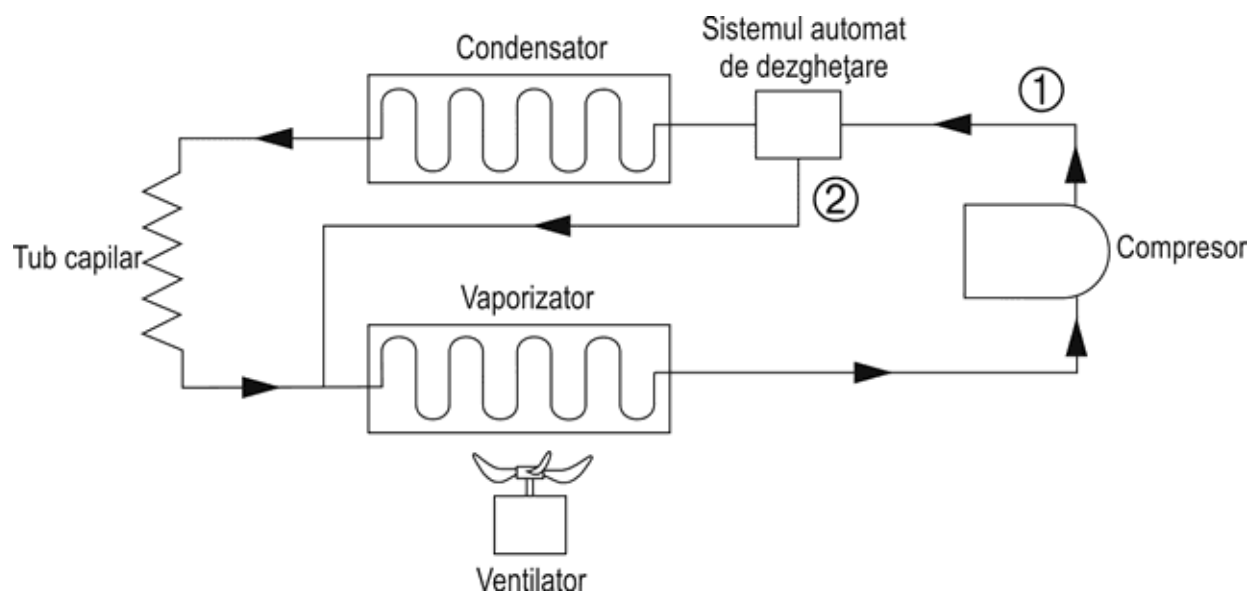 Condensator
Sistemul automat
de dezgheţare
①
②
Tub capilar
Compresor
Vaporizator
Ventilator